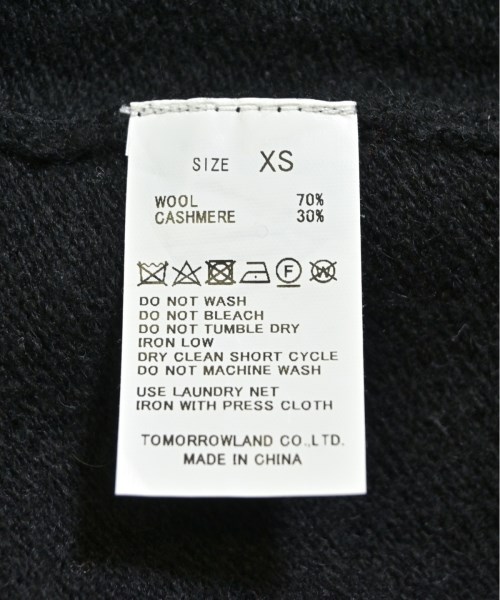 SIZE XS
WOOL 70%
CASHMERE 30%
F W
DO NOT WASH
DO NOT BLEACH
DO NOT TUMBLE DRY
IRON LOW
DRY CLEAN SHORT CYCLE
DO NOT MACHINE WASH
USE LAUNDRY NET
IRON WITH PRESS CLOTH
TOMORROWLAND CO.,LTD.
MADE IN CHINA